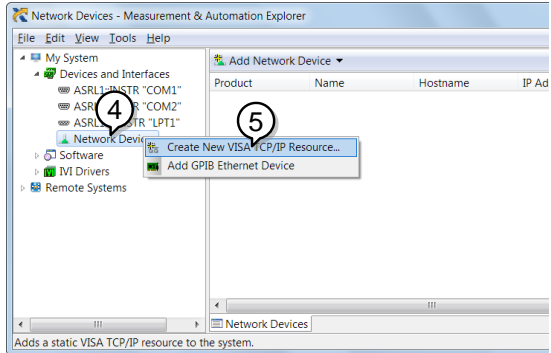 Network Devices - Measurement & Automation Explorer
File Edit View Tools Help
My System
Devices and Interfaces
INSTR "COM1"
"COM2"
"LPT1"
Network
Software
IVI Drivers
Remote Systems
Add Network Device
Product Name Hostname IP Ad
4
5
Create New VISA TCP/IP Resource...
Add GPIB Ethernet Device
Network Devices
Adds a static VISA TCP/IP resource to the system.